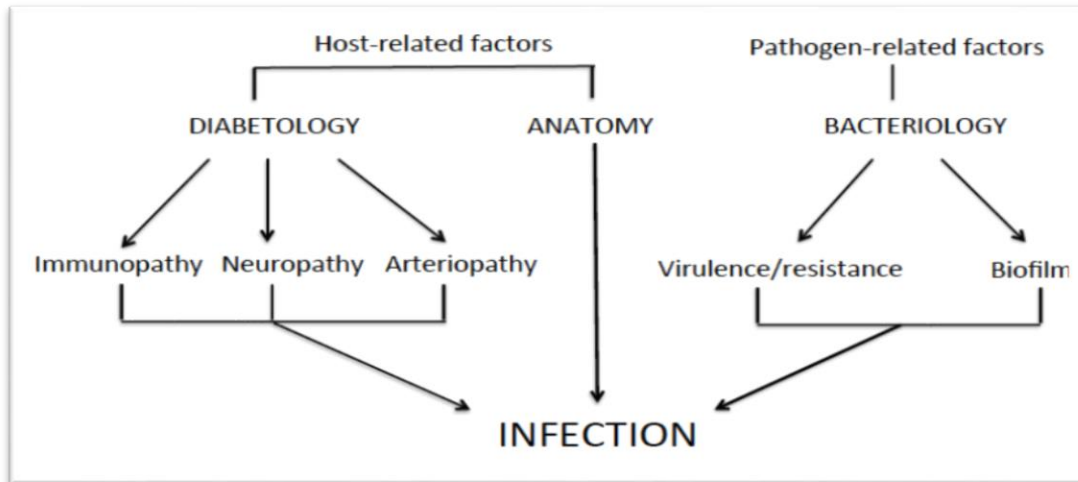 Host-related factors
Pathogen-related factors
DIABETOLOGY
ANATOMY
BACTERIOLOGY
Immunopathy
Neuropathy
Arteriopathy
Virulence/resistance
Biofilm
INFECTION